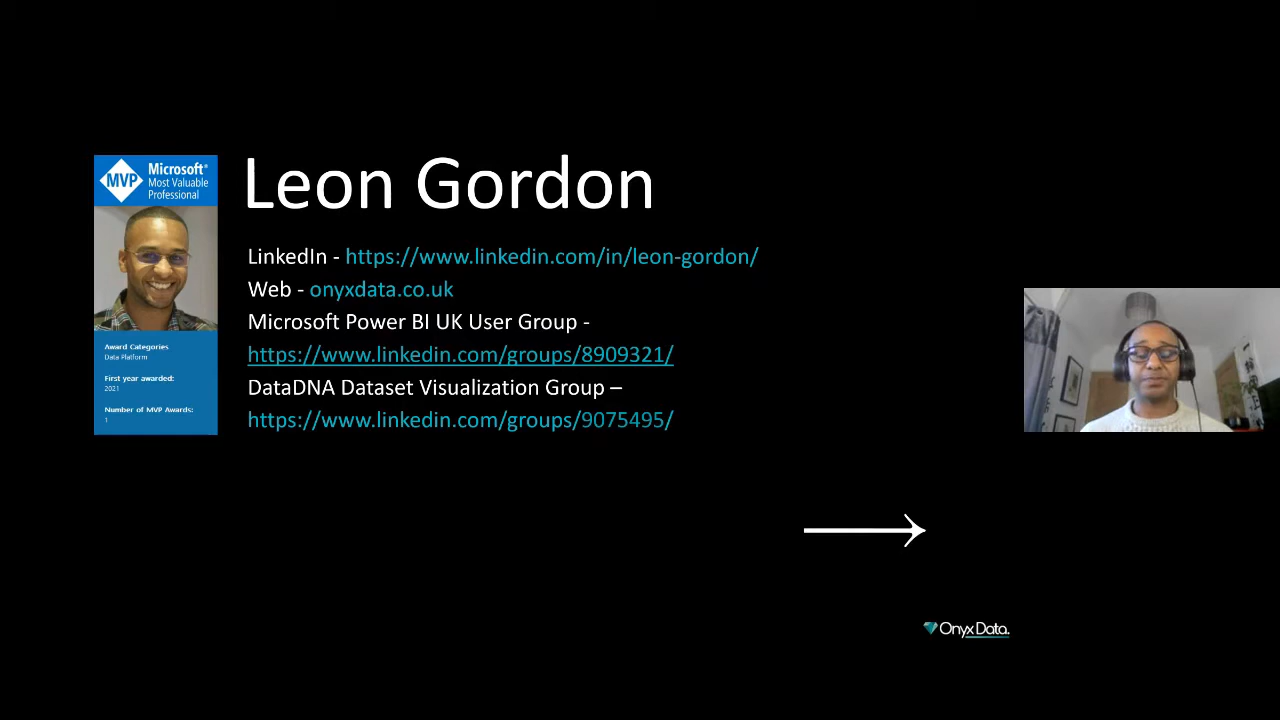 MVP
Microsoft®
Most Valuable
Professional
Award Categories
Data Platform
First year awarded:
2021
Number of MVP Awards:
1
Leon Gordon
LinkedIn - https://www.linkedin.com/in/leon-gordon/
Web - onyxdata.co.uk
Microsoft Power BI UK User Group -
https://www.linkedin.com/groups/8909321/
DataDNA Dataset Visualization Group –
https://www.linkedin.com/groups/9075495/
Onyx Data.